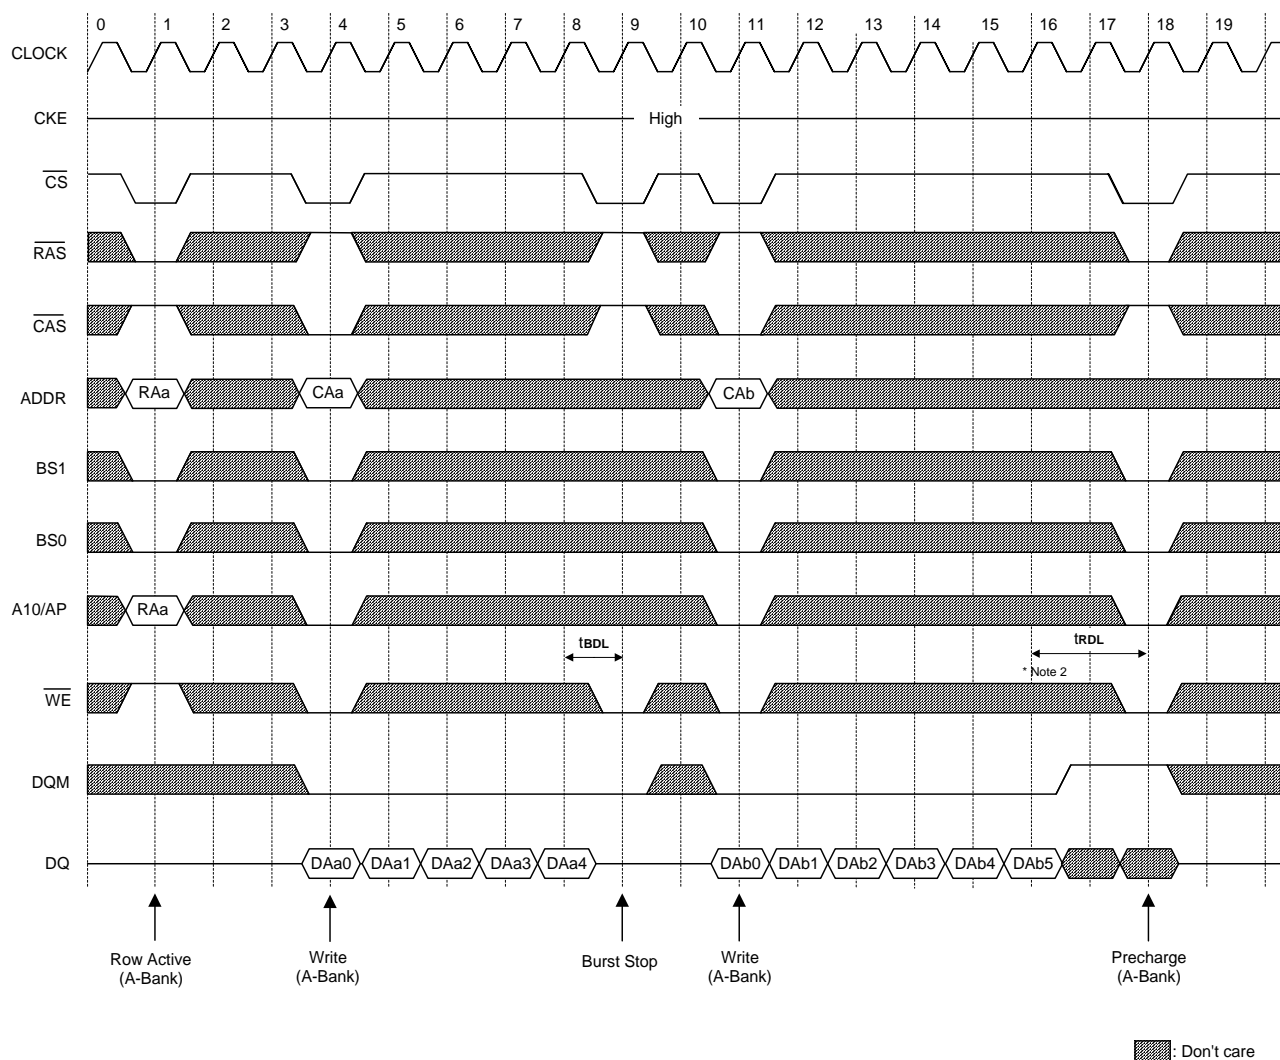 0 1 2 3 4 5 6 7 8 9 10 11 12 13 14 15 16 17 18 19
CLOCK
CKE High
CS
RAS
CAS
ADDR RAa CAa CAb
BS1
BS0
A10/AP RAa
tBDL tRDL
* Note 2
WE
DQM
DQ DAa0 DAa1 DAa2 DAa3 DAa4 DAb0 DAb1 DAb2 DAb3 DAb4 DAb5
Row Active
(A-Bank)
Write
(A-Bank)
Burst Stop
Write
(A-Bank)
Precharge
(A-Bank)
: Don't care